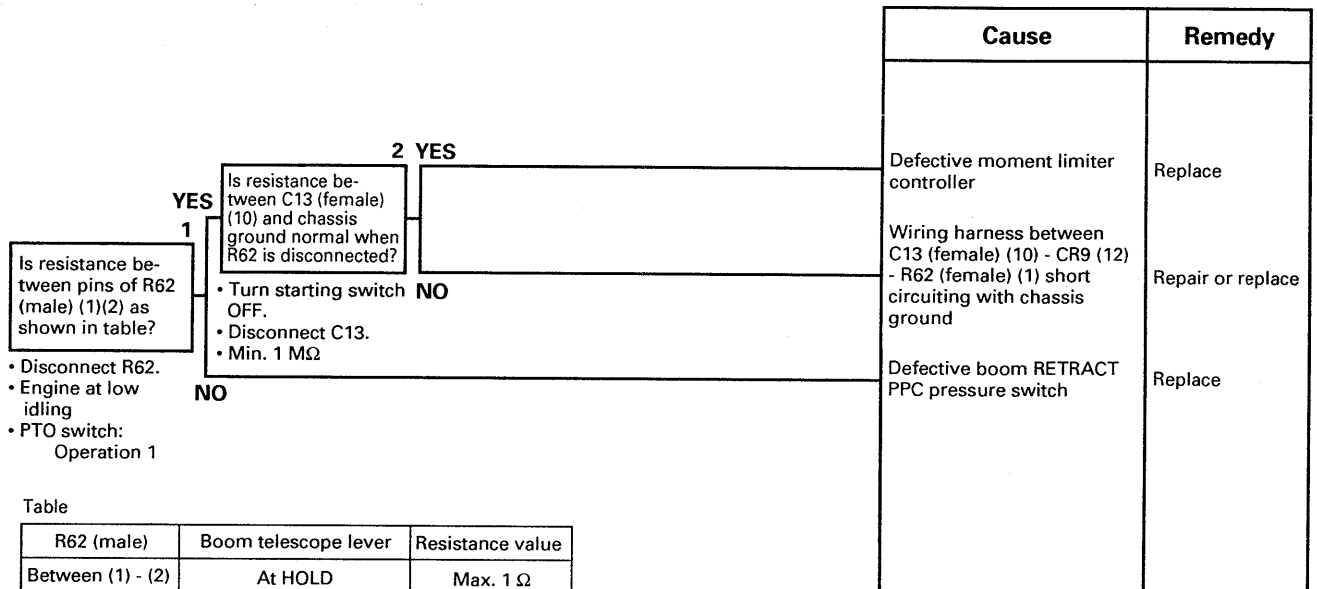 Cause Remedy
2 YES
Is resistance be-
tween C13 (female)
(10) and chassis
ground normal when
R62 is disconnected?
Defective moment limiter
controller
Replace
YES
1
Is resistance be-
tween pins of R62
(male) (1)(2) as
shown in table?
• Turn starting switch
OFF.
• Disconnect C13.
• Min. 1 MΩ
NO
Wiring harness between
C13 (female) (10) - CR9 (12)
- R62 (female) (1) short
circuiting with chassis
ground
Repair or replace
• Disconnect R62.
• Engine at low
idling
• PTO switch:
Operation 1
NO
Defective boom RETRACT
PPC pressure switch
Replace
Table
R62 (male) Boom telescope lever Resistance value
Between (1) - (2) At HOLD Max. 1 Ω